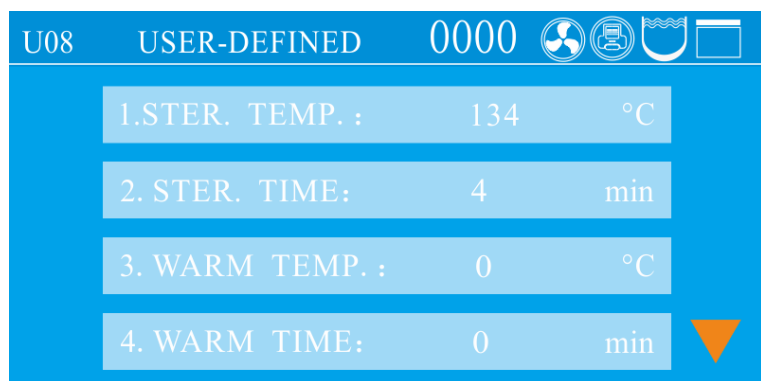 U08 USER-DEFINED 0000
1.STER. TEMP.： 134 °C
2. STER. TIME： 4 min
3. WARM TEMP.： 0 °C
4. WARM TIME： 0 min